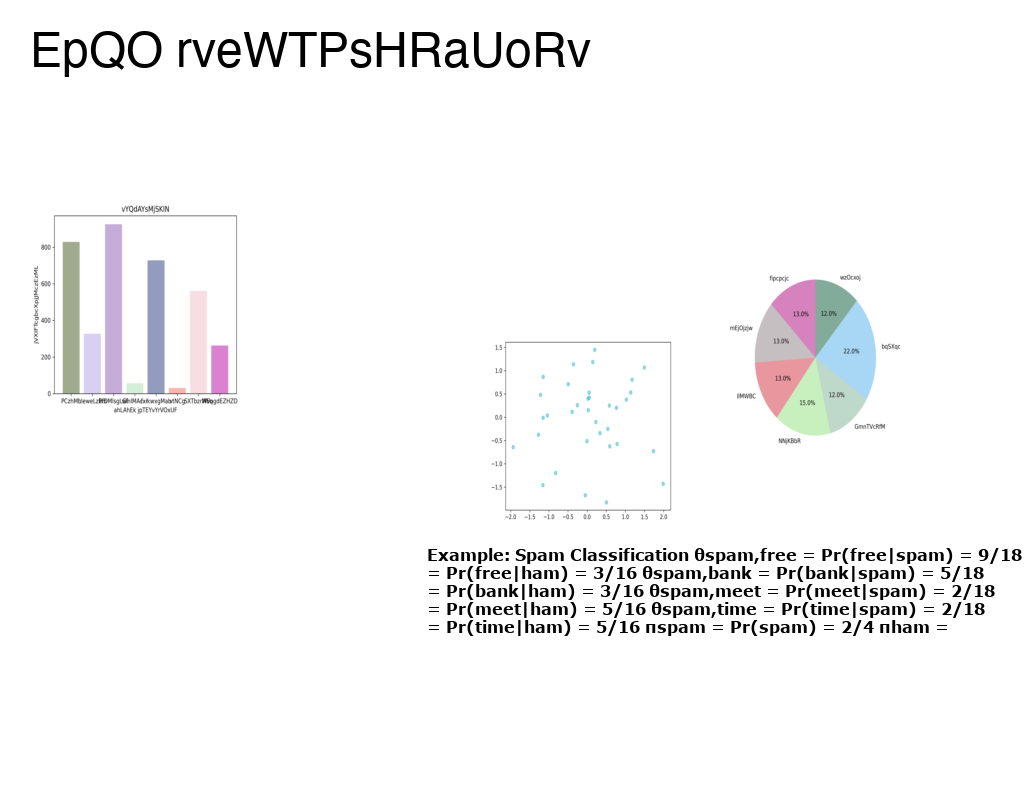 EpQO rveWTPsHRaUoRv
vYQdAYsMjSKlN
800
600
400
200
0
fipcpcjc
wzOcxoj
mEjOjzjw
bqSXqc
IIMWBC
GmnTVcRfM
NNjKBbR
13.0%
12.0%
13.0%
22.0%
13.0%
12.0%
15.0%
1.5
1.0
0.5
0.0
−0.5
−1.0
−1.5
−2.0 −1.5 −1.0 −0.5 0.0 0.5 1.0 1.5 2.0
Example: Spam Classification θspam,free = Pr(free|spam) = 9/18
= Pr(free|ham) = 3/16 θspam,bank = Pr(bank|spam) = 5/18
= Pr(bank|ham) = 3/16 θspam,meet = Pr(meet|spam) = 2/18
= Pr(meet|ham) = 5/16 θspam,time = Pr(time|spam) = 2/18
= Pr(time|ham) = 5/16 πspam = Pr(spam) = 2/4 πham =